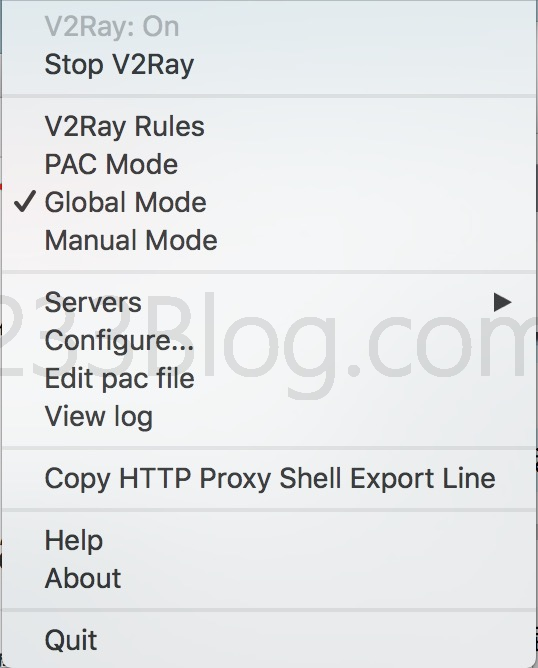 V2Ray: On
Stop V2Ray
V2Ray Rules
PAC Mode
Global Mode
Manual Mode
Servers
233Blog.com
Configure...
Edit pac file
View log
Copy HTTP Proxy Shell Export Line
Help
About
Quit